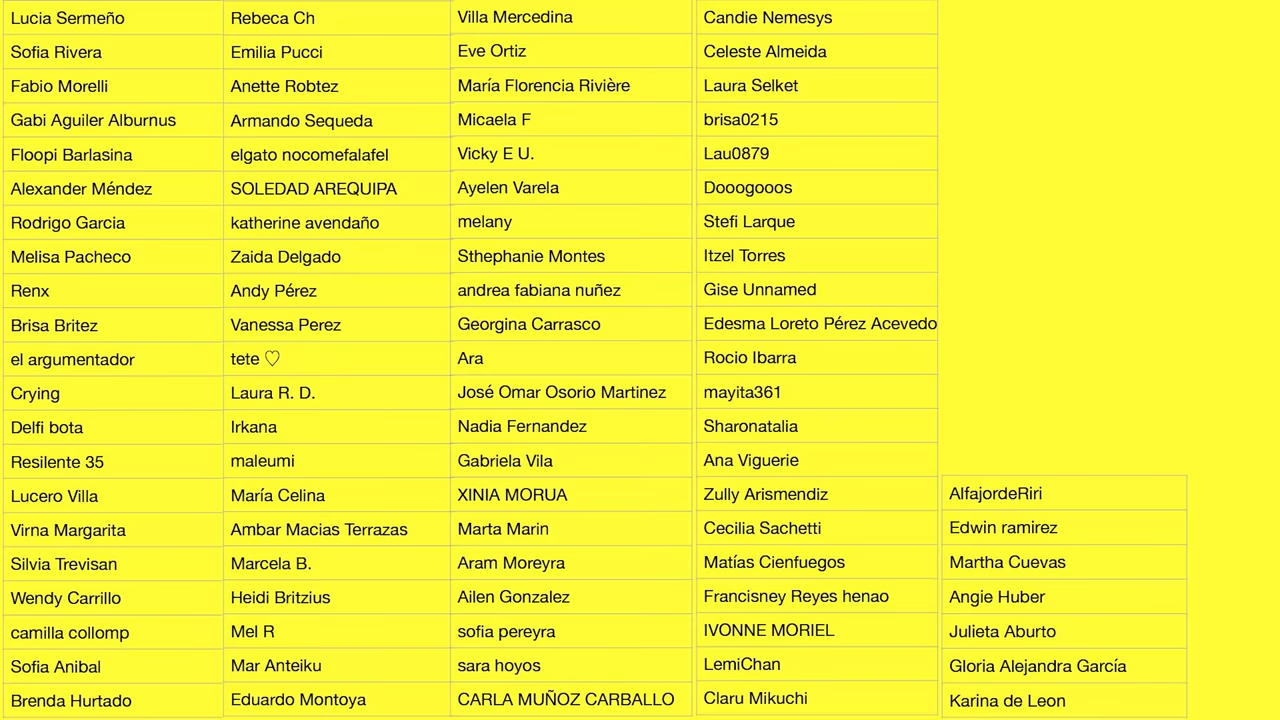 Lucia Sermeño
Sofia Rivera
Fabio Morelli
Gabi Aguiler Alburnus
Floopi Barlasina
Alexander Méndez
Rodrigo Garcia
Melisa Pacheco
Renx
Brisa Britez
el argumentador
Crying
Delfi bota
Resilente 35
Lucero Villa
Virna Margarita
Silvia Trevisan
Wendy Carrillo
camilla collomp
Sofia Anibal
Brenda Hurtado
Rebeca Ch
Emilia Pucci
Anette Robtez
Armando Sequeda
elgato nocomefalafel
SOLEDAD AREQUIPA
katherine avendaño
Zaida Delgado
Andy Pérez
Vanessa Perez
tete ♡
Laura R. D.
Irkana
maleumi
María Celina
Ambar Macias Terrazas
Marcela B.
Heidi Britzius
Mel R
Mar Anteiku
Eduardo Montoya
Villa Mercedina
Eve Ortiz
María Florencia Rivière
Micaela F
Vicky E U.
Ayelen Varela
melany
Sthephanie Montes
andrea fabiana nuñez
Georgina Carrasco
Ara
José Omar Osorio Martinez
Nadia Fernandez
Gabriela Vila
XINIA MORUA
Marta Marin
Aram Moreyra
Ailen Gonzalez
sofia pereyra
sara hoyos
CARLA MUÑOZ CARBALLO
Candie Nemesys
Celeste Almeida
Laura Selket
brisa0215
Lau0879
Dooogooos
Stefi Larque
Itzel Torres
Gise Unnamed
Edesma Loreto Pérez Acevedo
Rocio Ibarra
mayita361
Sharonatalia
Ana Viguerie
Zully Arismendiz
Cecilia Sachetti
Matías Cienfuegos
Francisney Reyes henao
IVONNE MORIEL
LemiChan
Claru Mikuchi
AlfajordeRiri
Edwin ramirez
Martha Cuevas
Angie Huber
Julieta Aburto
Gloria Alejandra García
Karina de Leon